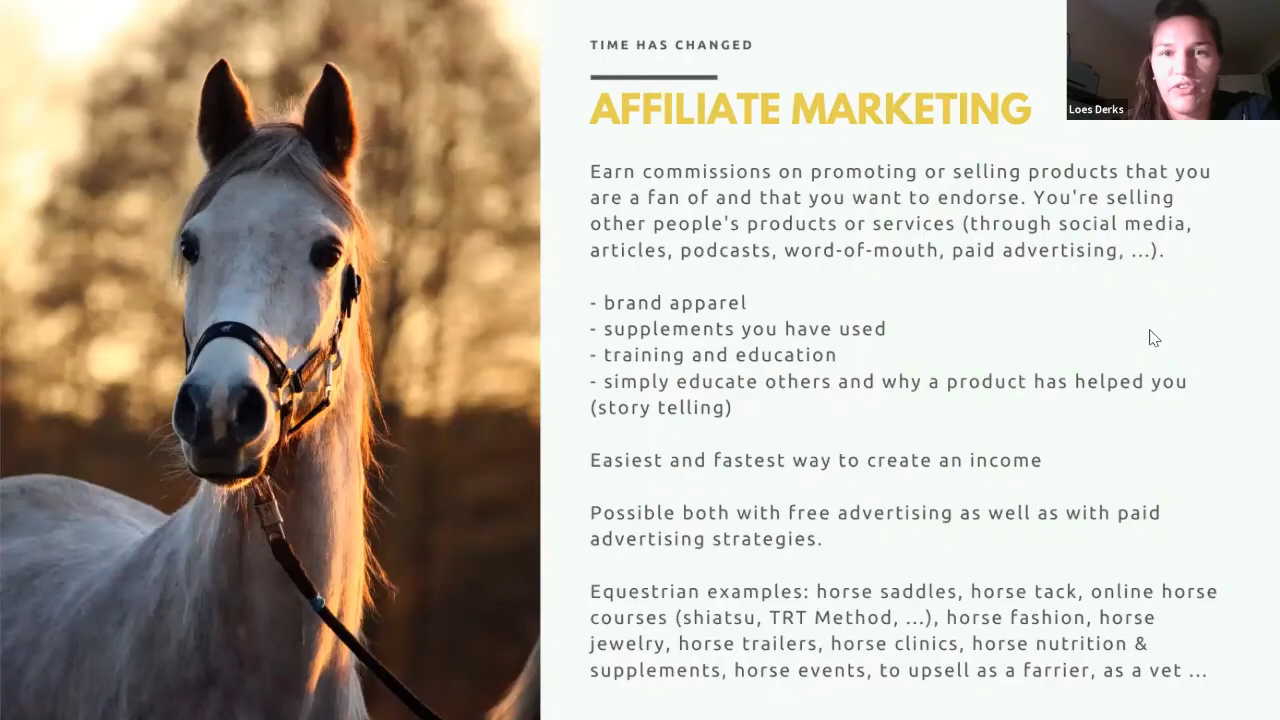 TIME HAS CHANGED
AFFILIATE MARKETING
Loes Derks
Earn commissions on promoting or selling products that you
are a fan of and that you want to endorse. You're selling
other people's products or services (through social media,
articles, podcasts, word-of-mouth, paid advertising, ...).
- brand apparel
- supplements you have used
- training and education
- simply educate others and why a product has helped you
(story telling)
Easiest and fastest way to create an income
Possible both with free advertising as well as with paid
advertising strategies.
Equestrian examples: horse saddles, horse tack, online horse
courses (shiatsu, TRT Method, ...), horse fashion, horse
jewelry, horse trailers, horse clinics, horse nutrition &
supplements, horse events, to upsell as a farrier, as a vet ...